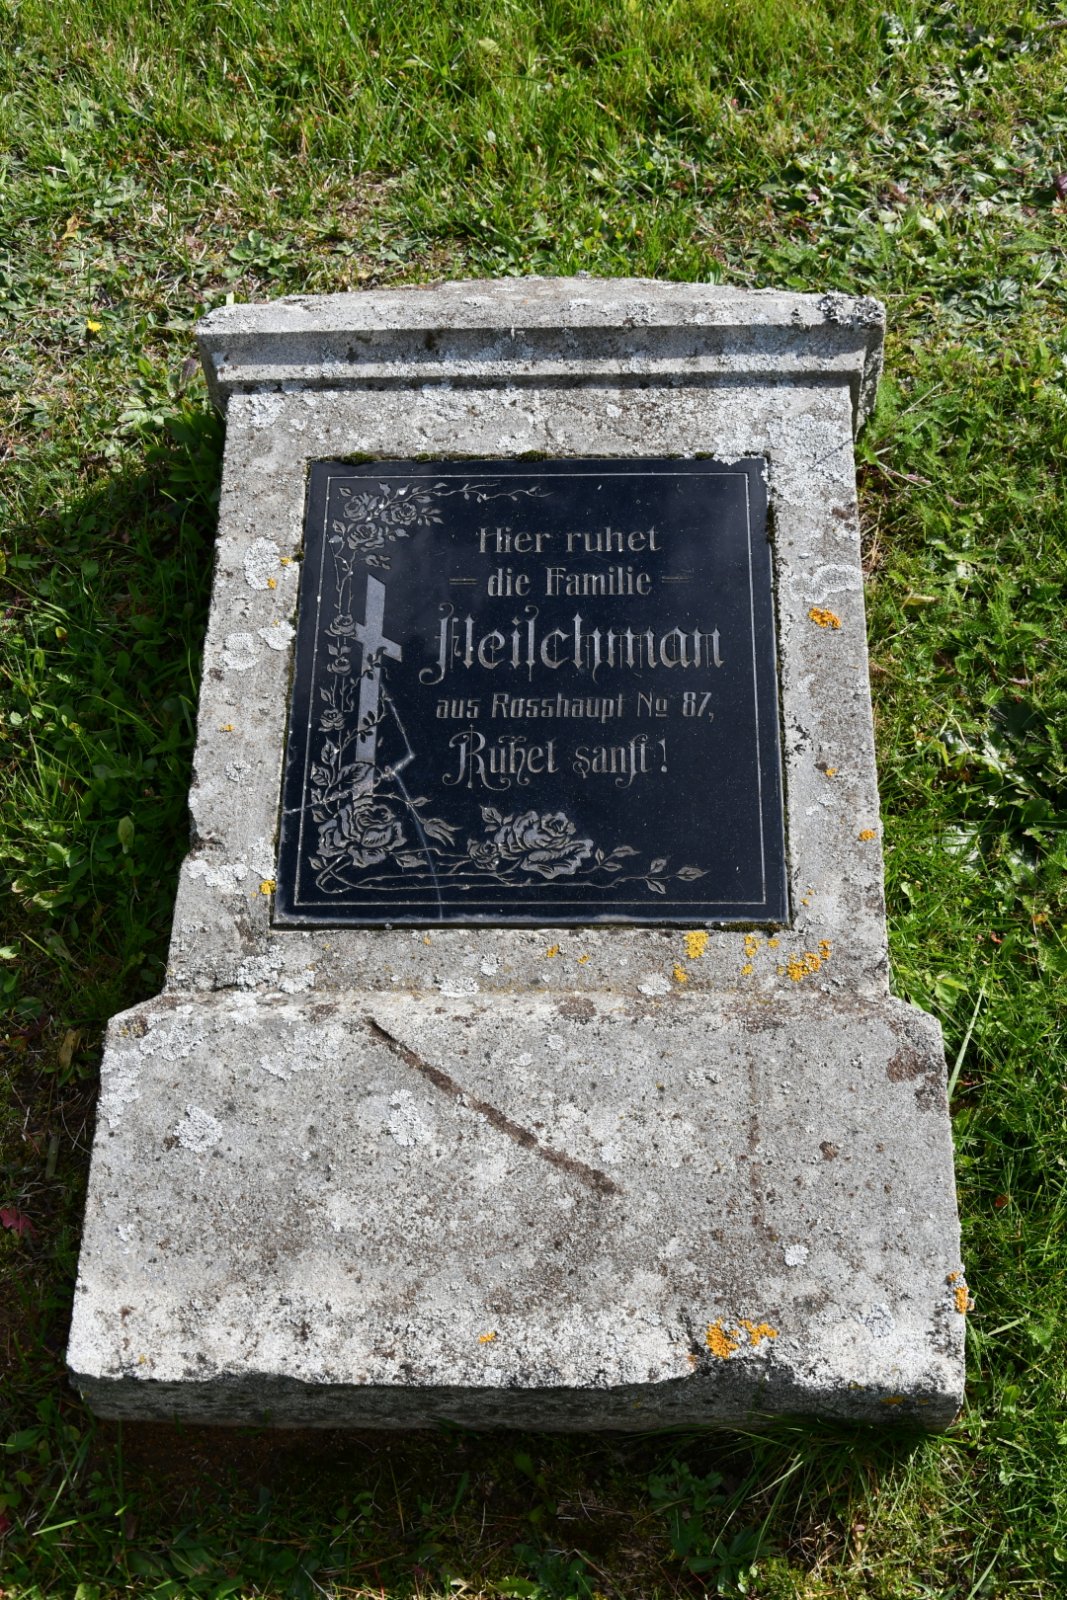 Hier ruhet
= die Familie =
Fleiſchman
aus Rosshaupt No 87,
Ruhet sanft!